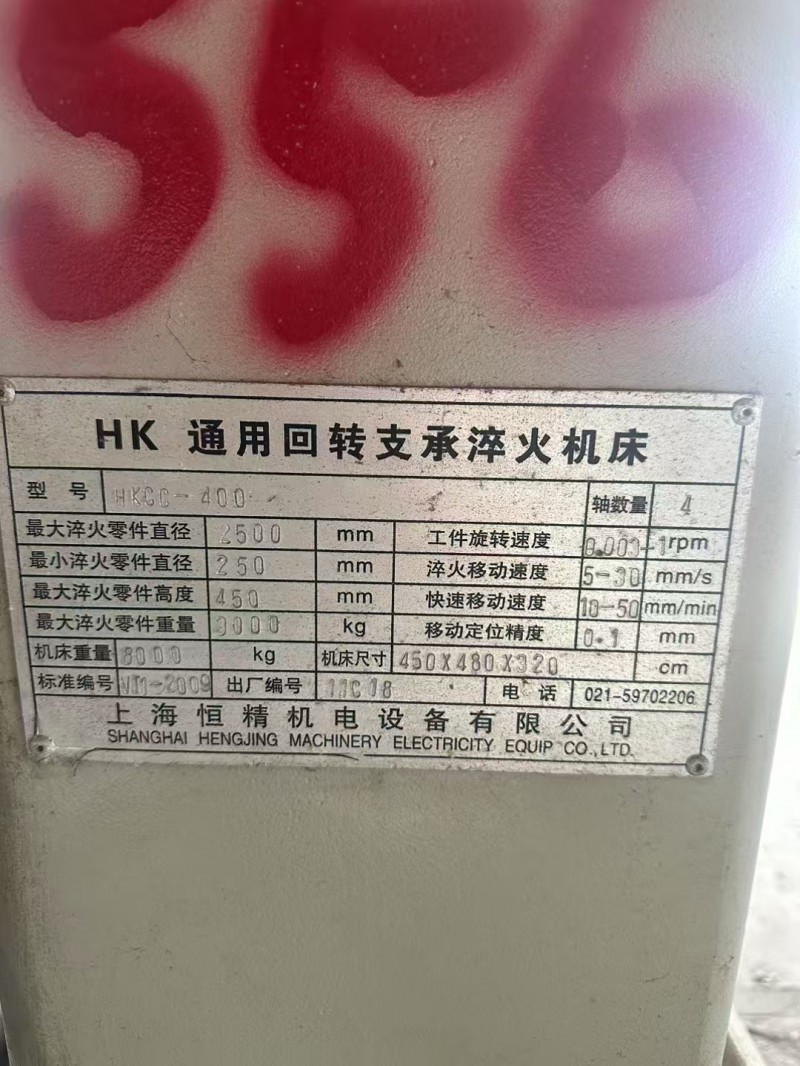 556
HK 通用回转支承淬火机床
型号 HKCC-400 轴数量 4
最大淬火零件直径 2500 mm 工件旋转速度 0.003-1 rpm
最小淬火零件直径 250 mm 淬火移动速度 5-30 mm/s
最大淬火零件高度 450 mm 快速移动速度 10-50 mm/min
最大淬火零件重量 kg 移动定位精度 0.1 mm
机床重量 8000 kg 机床尺寸 450X480X320 cm
标准编号 出厂编号 11C18 电话 021-59702206
上海恒精机电设备有限公司
SHANGHAI HENGJING MACHINERY ELECTRICITY EQUIP CO.,LTD.